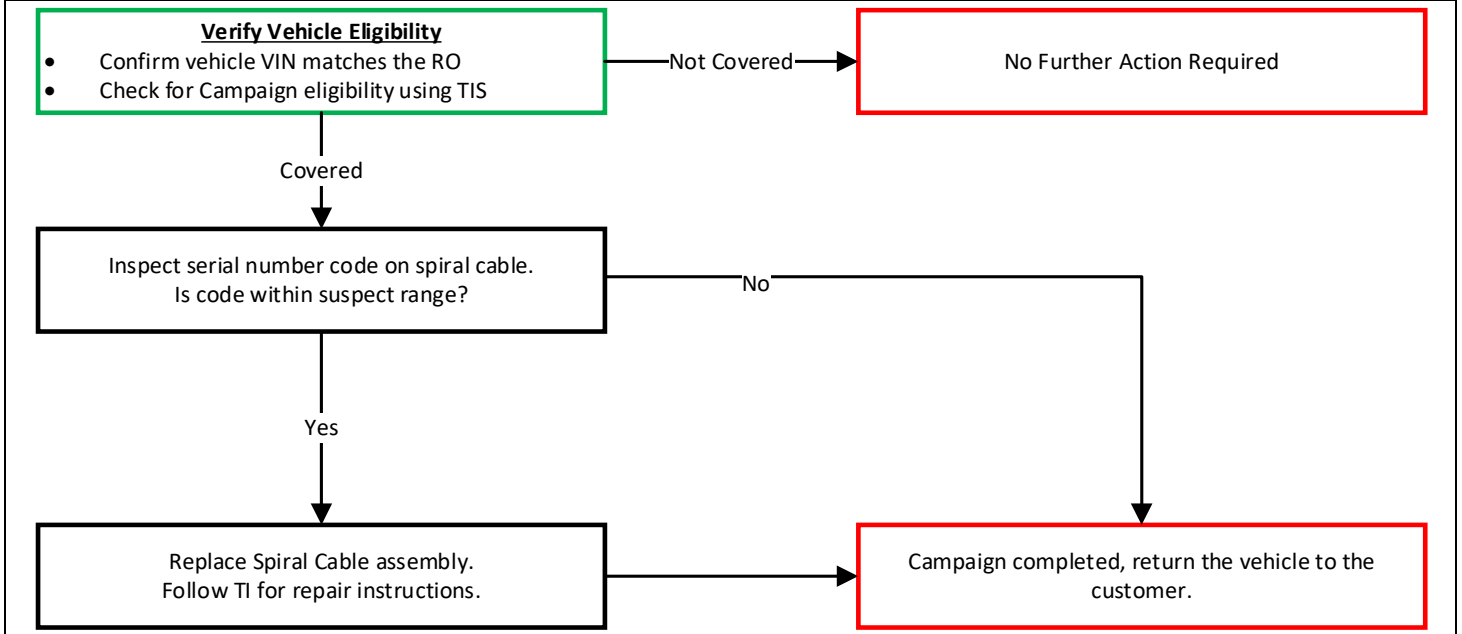 Verify Vehicle Eligibility
• Confirm vehicle VIN matches the RO
• Check for Campaign eligibility using TIS
Not Covered
No Further Action Required
Covered
Inspect serial number code on spiral cable.
Is code within suspect range?
No
Yes
Replace Spiral Cable assembly.
Follow TI for repair instructions.
Campaign completed, return the vehicle to the
customer.